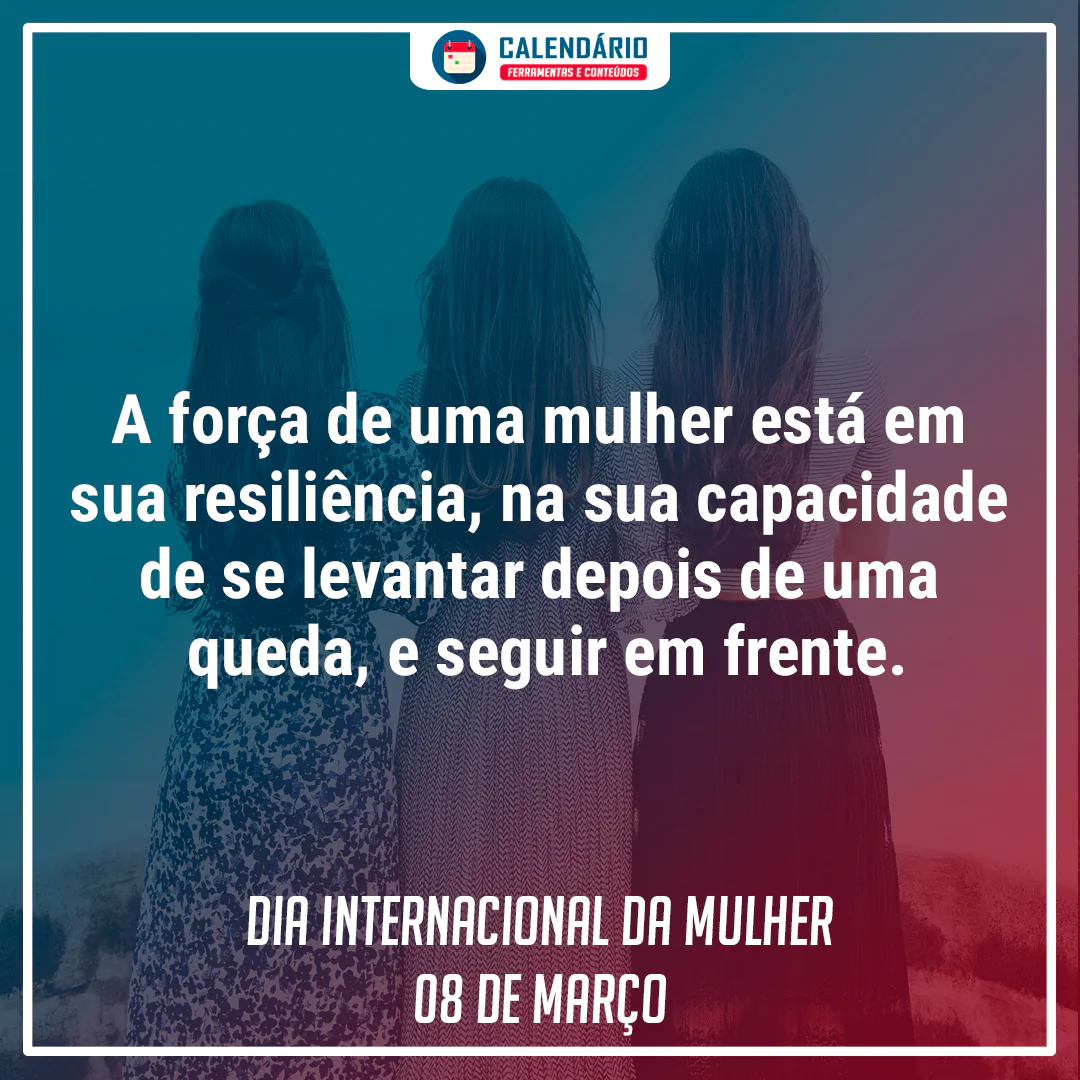 CALENDÁRIO
FERRAMENTAS E CONTEÚDOS
A força de uma mulher está em
sua resiliência, na sua capacidade
de se levantar depois de uma
queda, e seguir em frente.
DIA INTERNACIONAL DA MULHER
08 DE MARÇO